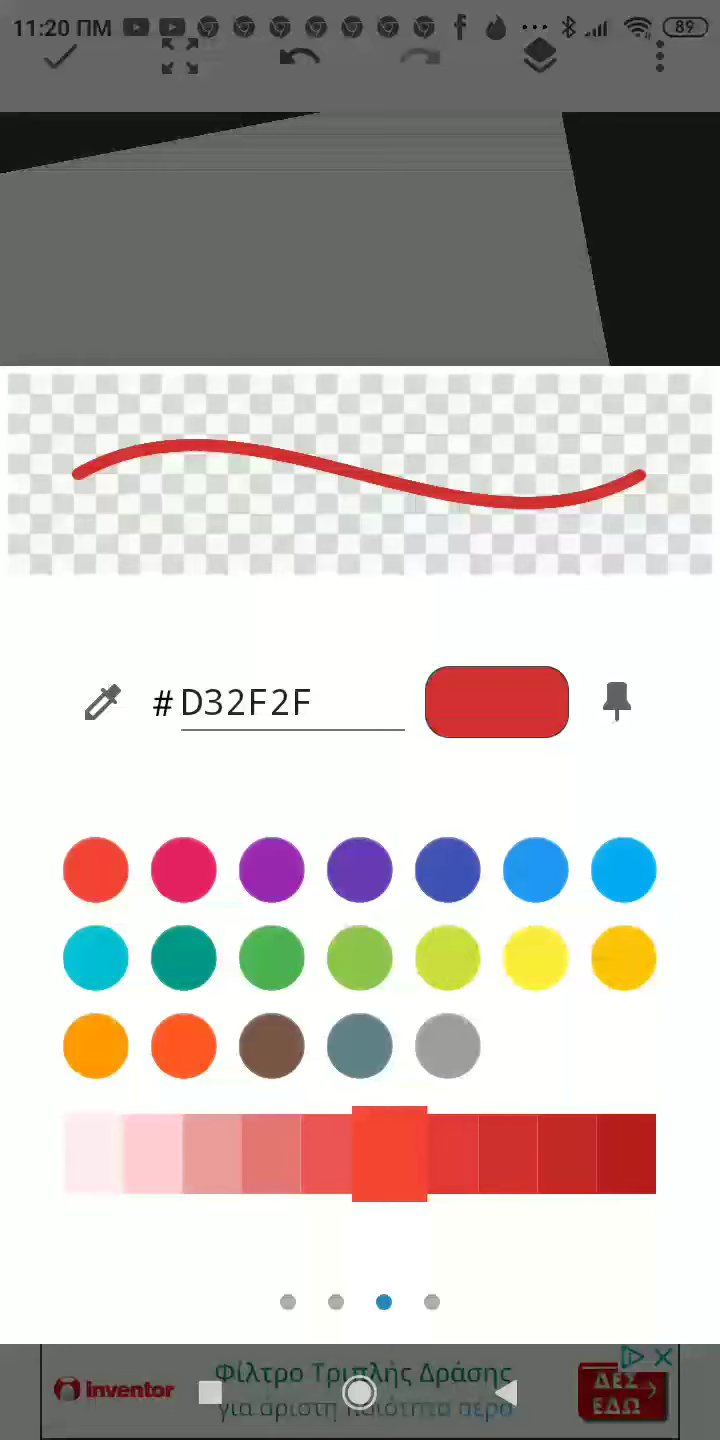 11:20 ΠΜ
89
#D32F2F
inventor
Φίλτρο Τριπλής Δράσης
για άριστη ποιότητα αέρα
ΔΕΣ
ΕΔΩ